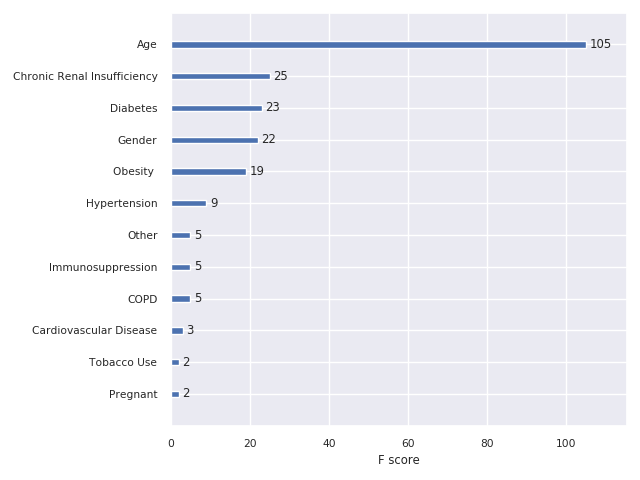 Age 105
Chronic Renal Insufficiency 25
Diabetes 23
Gender 22
Obesity 19
Hypertension 9
Other 5
Immunosuppression 5
COPD 5
Cardiovascular Disease 3
Tobacco Use 2
Pregnant 2
0 20 40 60 80 100
F score